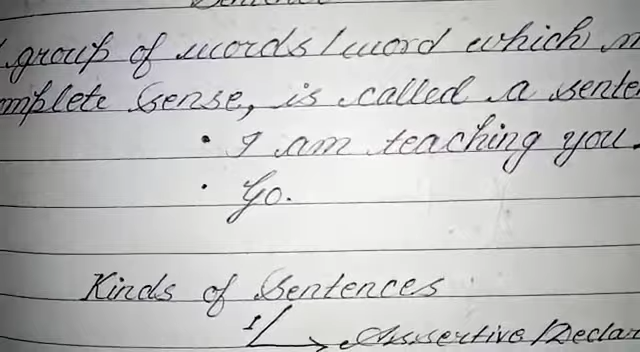 group of words/word which
mplete Sense, is called a sente
• I am teaching you.
• Go.
Kinds of Sentences
1 Assertive/Declar